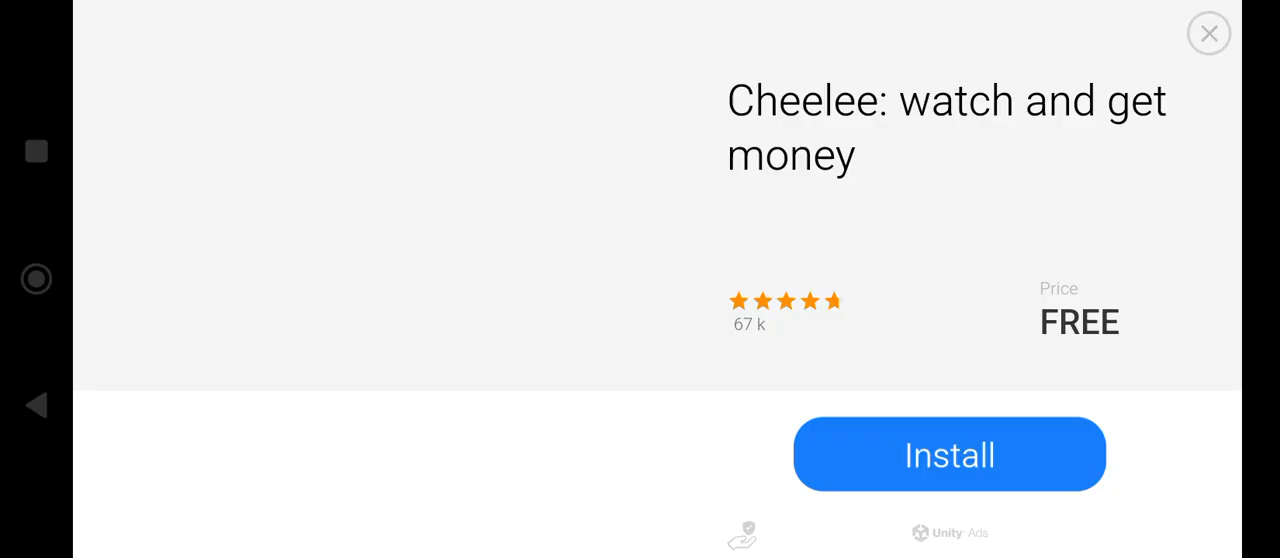 Cheelee: watch and get
money
67 k
Price
FREE
Install
Unity Ads